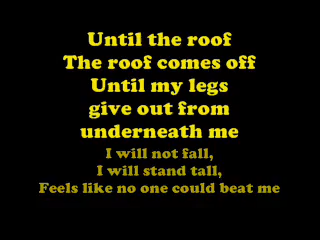 Until the roof
The roof comes off
Until my legs
give out from
underneath me
I will not fall,
I will stand tall,
Feels like no one could beat me